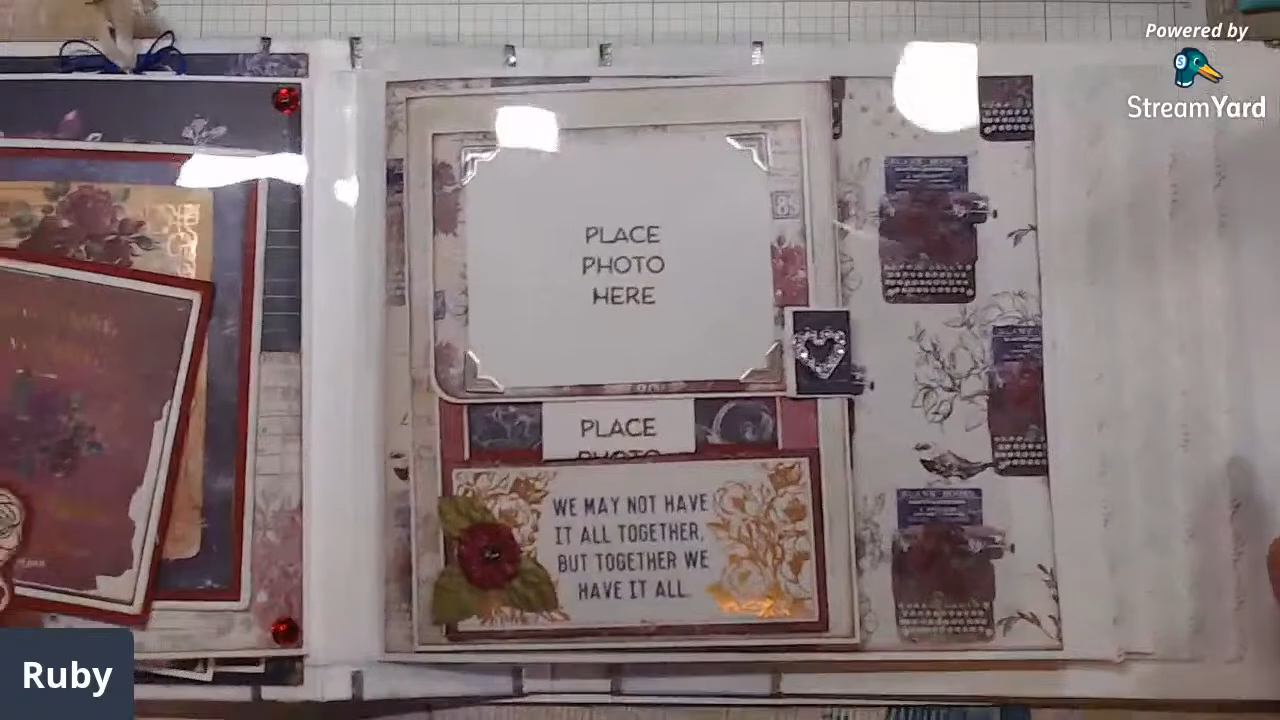 Powered by
StreamYard
PLACE
PHOTO
HERE
PLACE
PHOTO
WE MAY NOT HAVE
IT ALL TOGETHER,
BUT TOGETHER WE
HAVE IT ALL.
Ruby